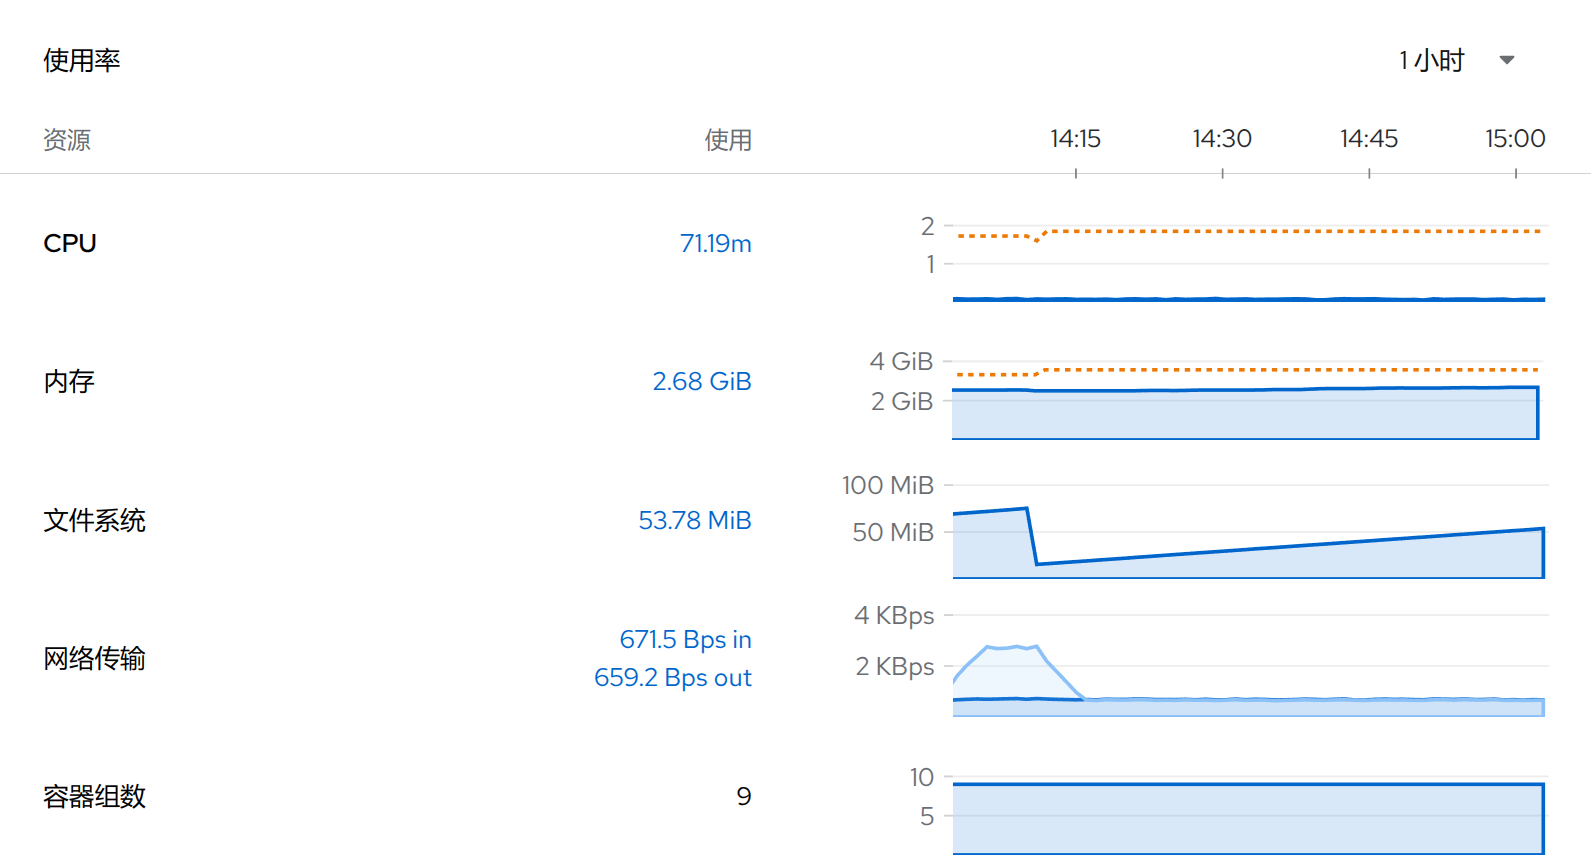 使用率
1 小时
资源 使用 14:15 14:30 14:45 15:00
CPU 71.19m
2
1
内存 2.68 GiB
4 GiB
2 GiB
文件系统 53.78 MiB
100 MiB
50 MiB
网络传输
671.5 Bps in
659.2 Bps out
4 KBps
2 KBps
容器组数 9
10
5